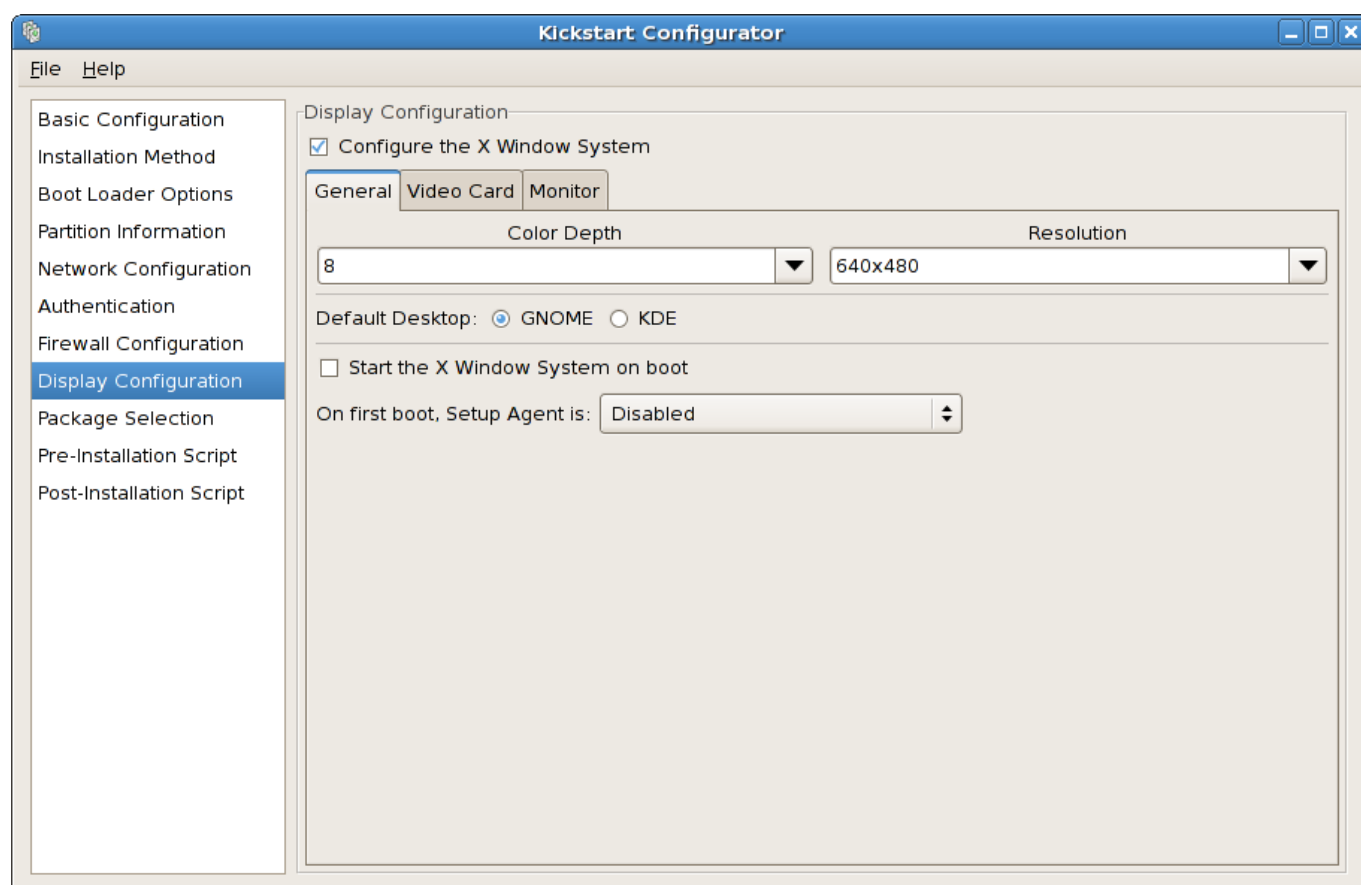 Kickstart Configurator
File Help
Basic Configuration
Installation Method
Boot Loader Options
Partition Information
Network Configuration
Authentication
Firewall Configuration
Display Configuration
Package Selection
Pre-Installation Script
Post-Installation Script
Display Configuration
Configure the X Window System
General Video Card Monitor
Color Depth Resolution
8 640x480
Default Desktop: GNOME KDE
Start the X Window System on boot
On first boot, Setup Agent is: Disabled